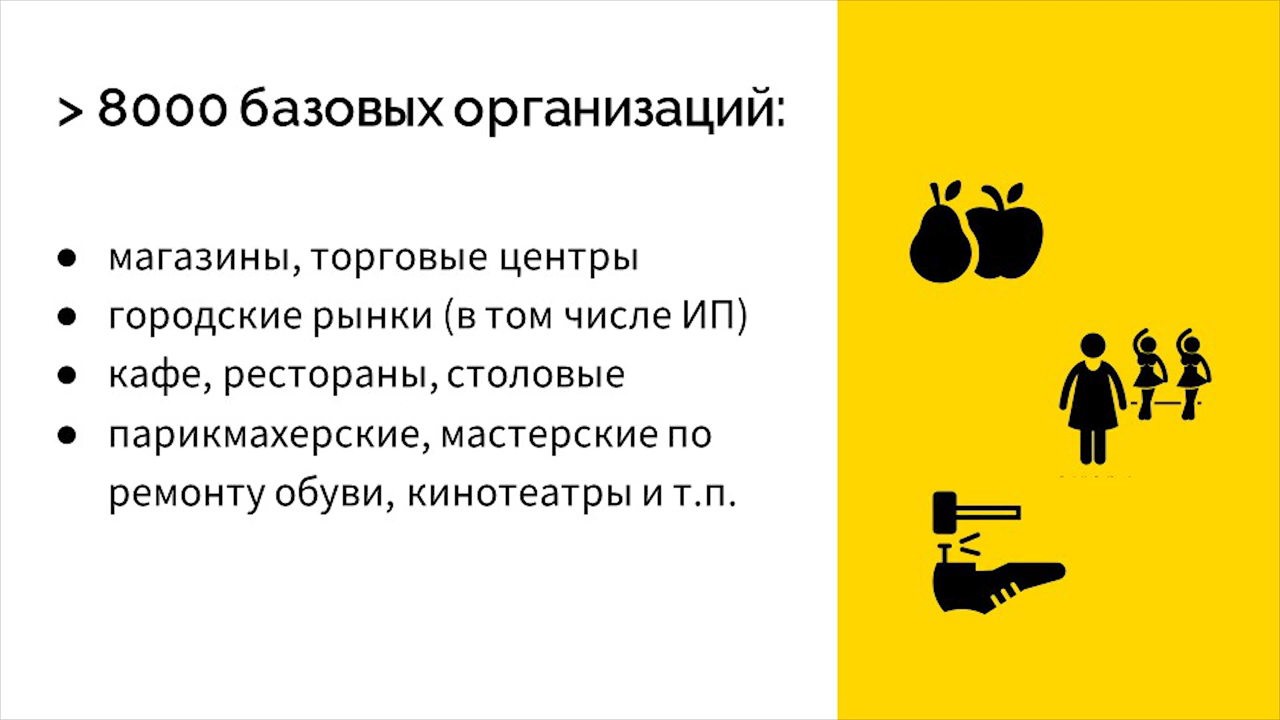 > 8000 базовых организаций:
● магазины, торговые центры
● городские рынки (в том числе ИП)
● кафе, рестораны, столовые
● парикмахерские, мастерские по
ремонту обуви, кинотеатры и т.п.